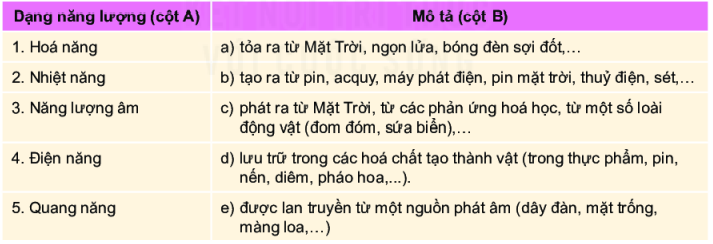 Dạng năng lượng (cột A)
Mô tả (cột B)
1. Hoá năng
a) tỏa ra từ Mặt Trời, ngọn lửa, bóng đèn sợi đốt,…
2. Nhiệt năng
b) tạo ra từ pin, acquy, máy phát điện, pin mặt trời, thuỷ điện, sét,…
3. Năng lượng âm
c) phát ra từ Mặt Trời, từ các phản ứng hoá học, từ một số loài
động vật (đom đóm, sứa biển),…
4. Điện năng
d) lưu trữ trong các hoá chất tạo thành vật (trong thực phẩm, pin,
nến, diêm, pháo hoa,...).
5. Quang năng
e) được lan truyền từ một nguồn phát âm (dây đàn, mặt trống,
màng loa,…)